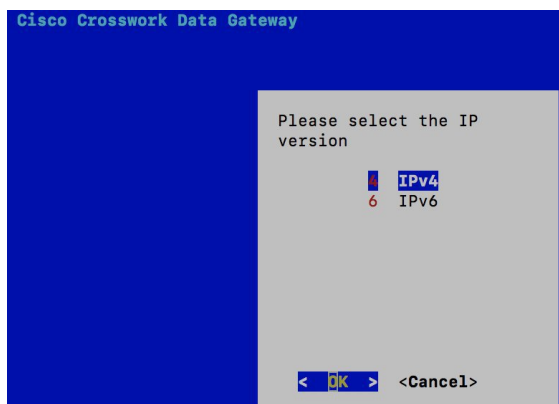 Cisco Crosswork Data Gateway
Please select the IP
version
4 IPv4
6 IPv6
< OK > <Cancel>